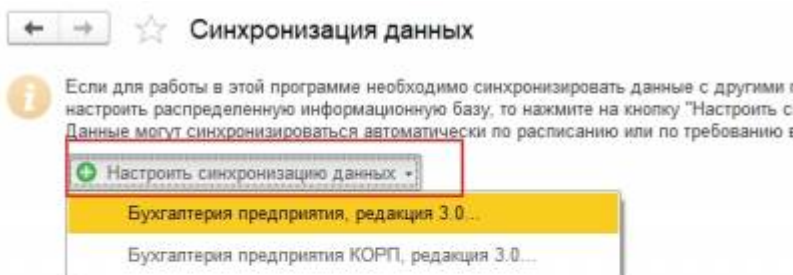 Синхронизация данных
Если для работы в этой программе необходимо синхронизировать данные с другими
настроить распределенную информационную базу, то нажмите на кнопку "Настроить
Данные могут синхронизироваться автоматически по расписанию или по требованию
Настроить синхронизацию данных
Бухгалтерия предприятия, редакция 3.0...
Бухгалтерия предприятия КОРП, редакция 3.0...